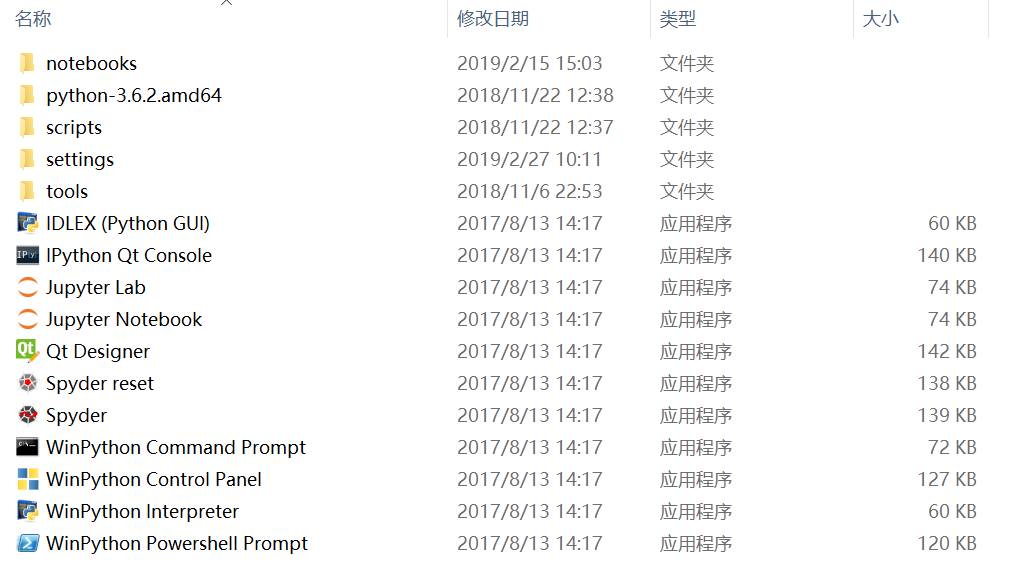 名称 修改日期 类型 大小
notebooks 2019/2/15 15:03 文件夹
python-3.6.2.amd64 2018/11/22 12:38 文件夹
scripts 2018/11/22 12:37 文件夹
settings 2019/2/27 10:11 文件夹
tools 2018/11/6 22:53 文件夹
IDLEX (Python GUI) 2017/8/13 14:17 应用程序 60 KB
IPython Qt Console 2017/8/13 14:17 应用程序 140 KB
Jupyter Lab 2017/8/13 14:17 应用程序 74 KB
Jupyter Notebook 2017/8/13 14:17 应用程序 74 KB
Qt Designer 2017/8/13 14:17 应用程序 142 KB
Spyder reset 2017/8/13 14:17 应用程序 138 KB
Spyder 2017/8/13 14:17 应用程序 139 KB
WinPython Command Prompt 2017/8/13 14:17 应用程序 72 KB
WinPython Control Panel 2017/8/13 14:17 应用程序 127 KB
WinPython Interpreter 2017/8/13 14:17 应用程序 60 KB
WinPython Powershell Prompt 2017/8/13 14:17 应用程序 120 KB